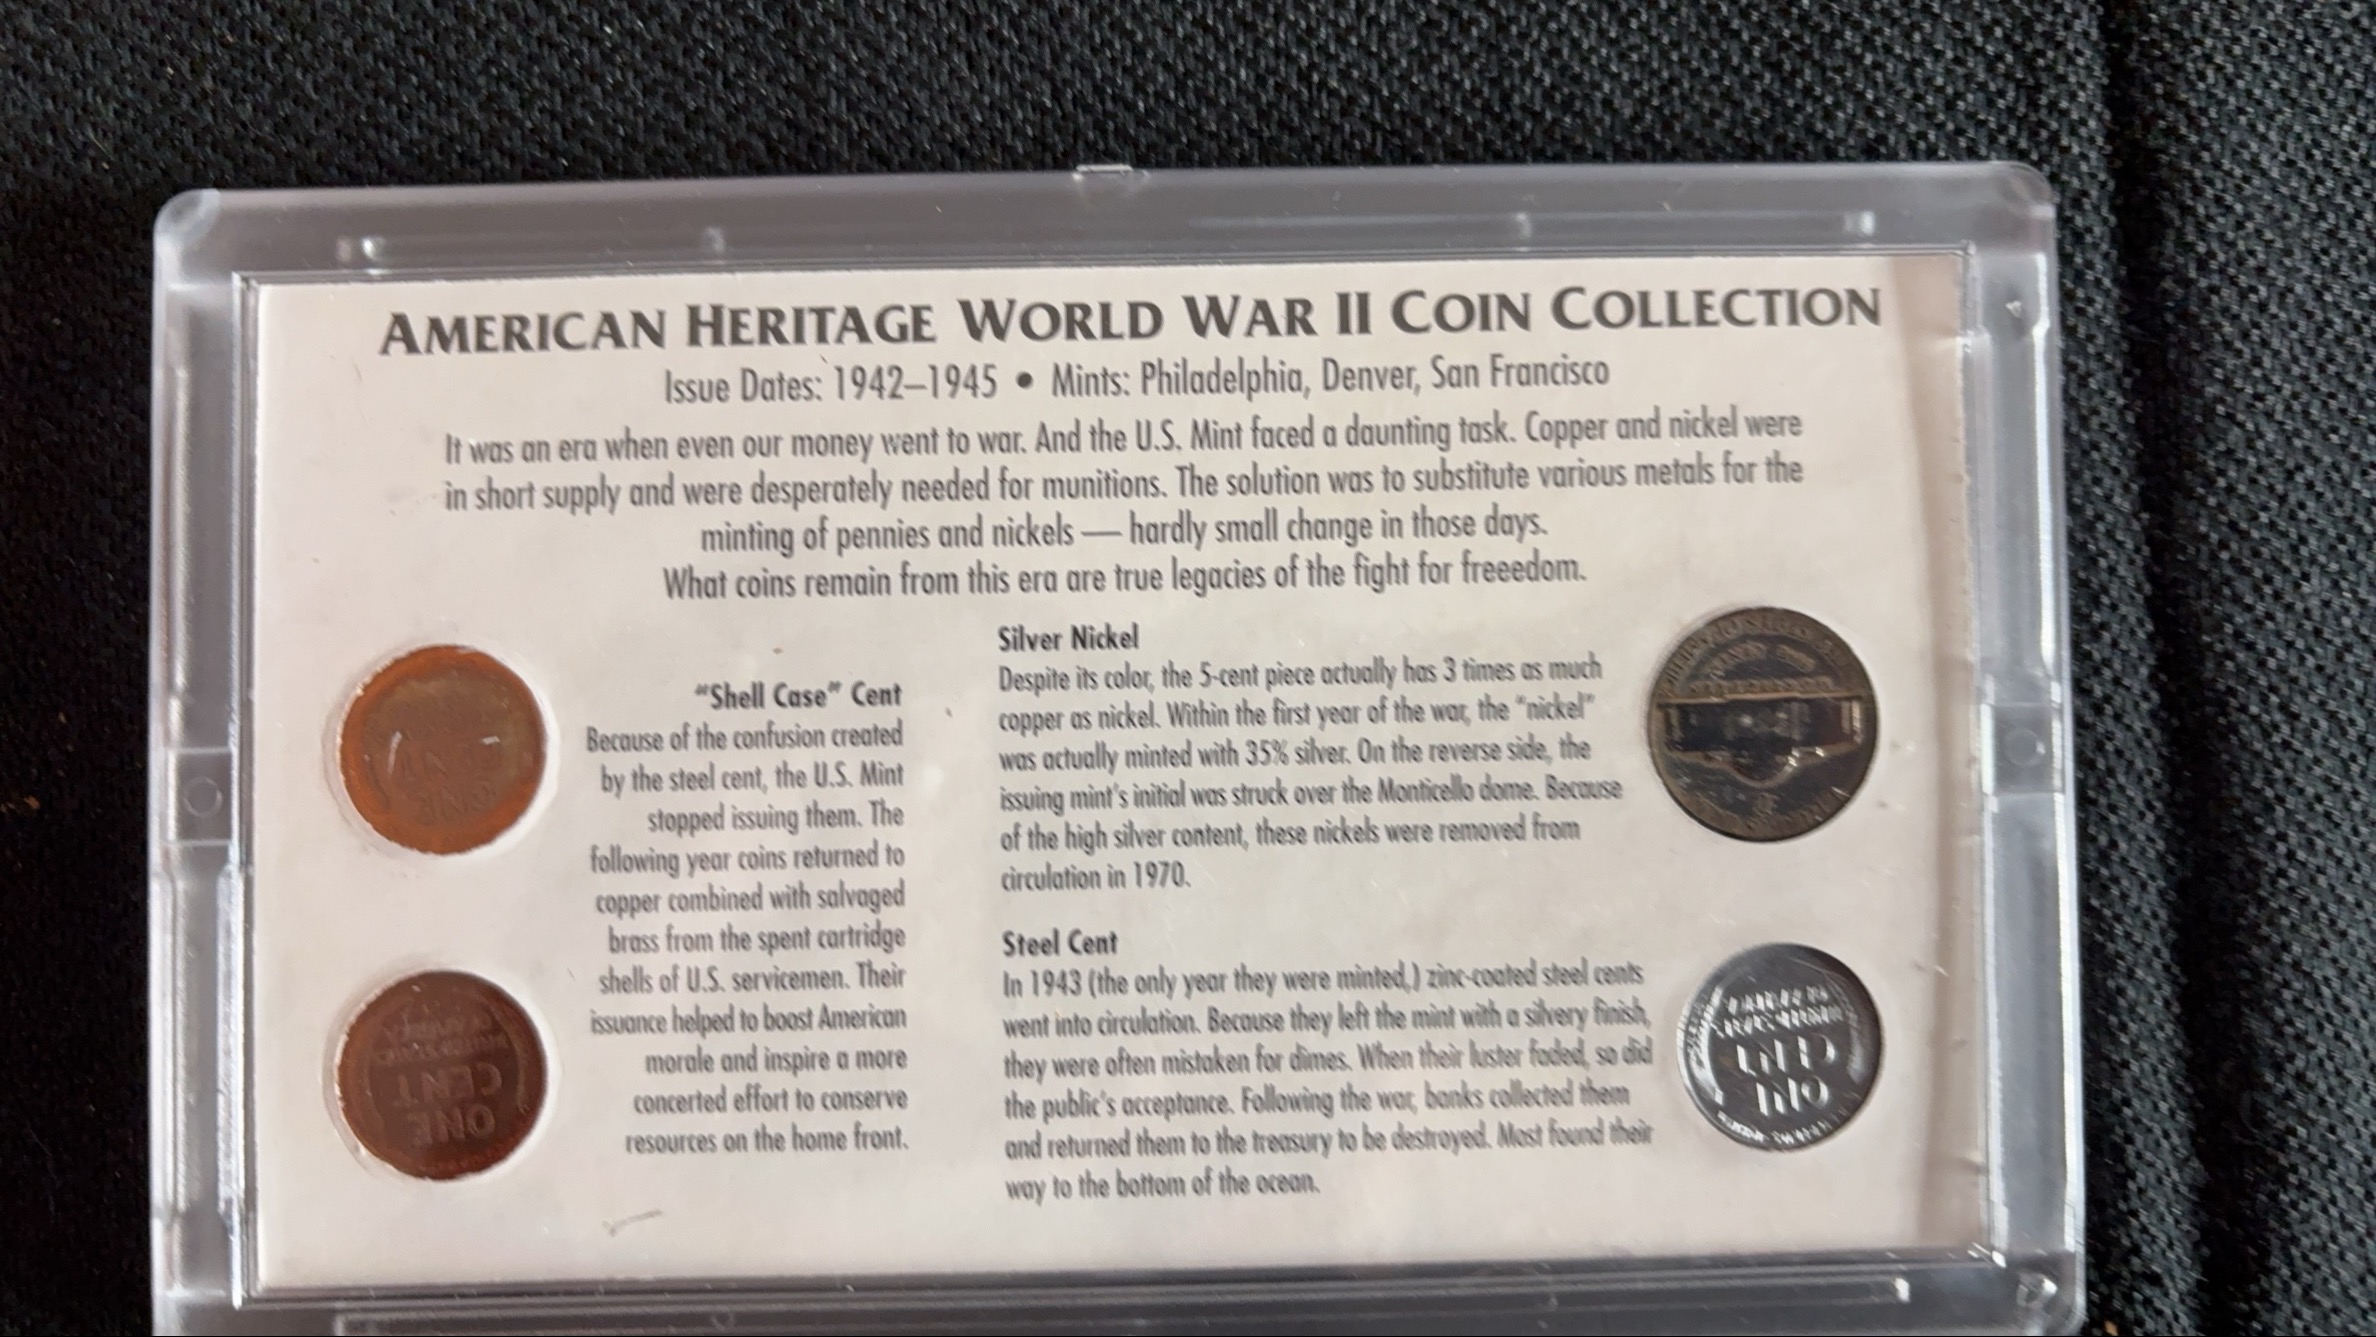 AMERICAN HERITAGE WORLD WAR II COIN COLLECTION
Issue Dates: 1942–1945 • Mints: Philadelphia, Denver, San Francisco
It was an era when even our money went to war. And the U.S. Mint faced a daunting task. Copper and nickel were
in short supply and were desperately needed for munitions. The solution was to substitute various metals for the
minting of pennies and nickels — hardly small change in those days.
What coins remain from this era are true legacies of the fight for freeedom.
"Shell Case" Cent
Because of the confusion created
by the steel cent, the U.S. Mint
stopped issuing them. The
following year coins returned to
copper combined with salvaged
brass from the spent cartridge
shells of U.S. servicemen. Their
issuance helped to boost American
morale and inspire a more
concerted effort to conserve
resources on the home front.
Silver Nickel
Despite its color, the 5-cent piece actually has 3 times as much
copper as nickel. Within the first year of the war, the "nickel"
was actually minted with 35% silver. On the reverse side, the
issuing mint's initial was struck over the Monticello dome. Because
of the high silver content, these nickels were removed from
circulation in 1970.
Steel Cent
In 1943 (the only year they were minted,) zinc-coated steel cents
went into circulation. Because they left the mint with a silvery finish,
they were often mistaken for dimes. When their luster faded, so did
the public's acceptance. Following the war, banks collected them
and returned them to the treasury to be destroyed. Most found their
way to the bottom of the ocean.
ONE
CENT
UNITED STATES
OF AMERICA
ONE
CENT